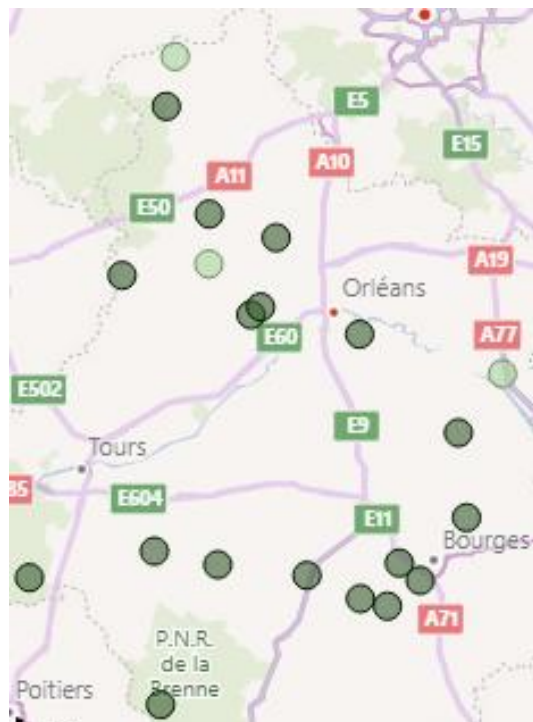 E5
E15
A11
A10
E50
A19
Orléans
A77
E60
E502
E9
Tours
85
E604
E11
Bourges
A71
P.N.R.
de la
Brenne
Poitiers